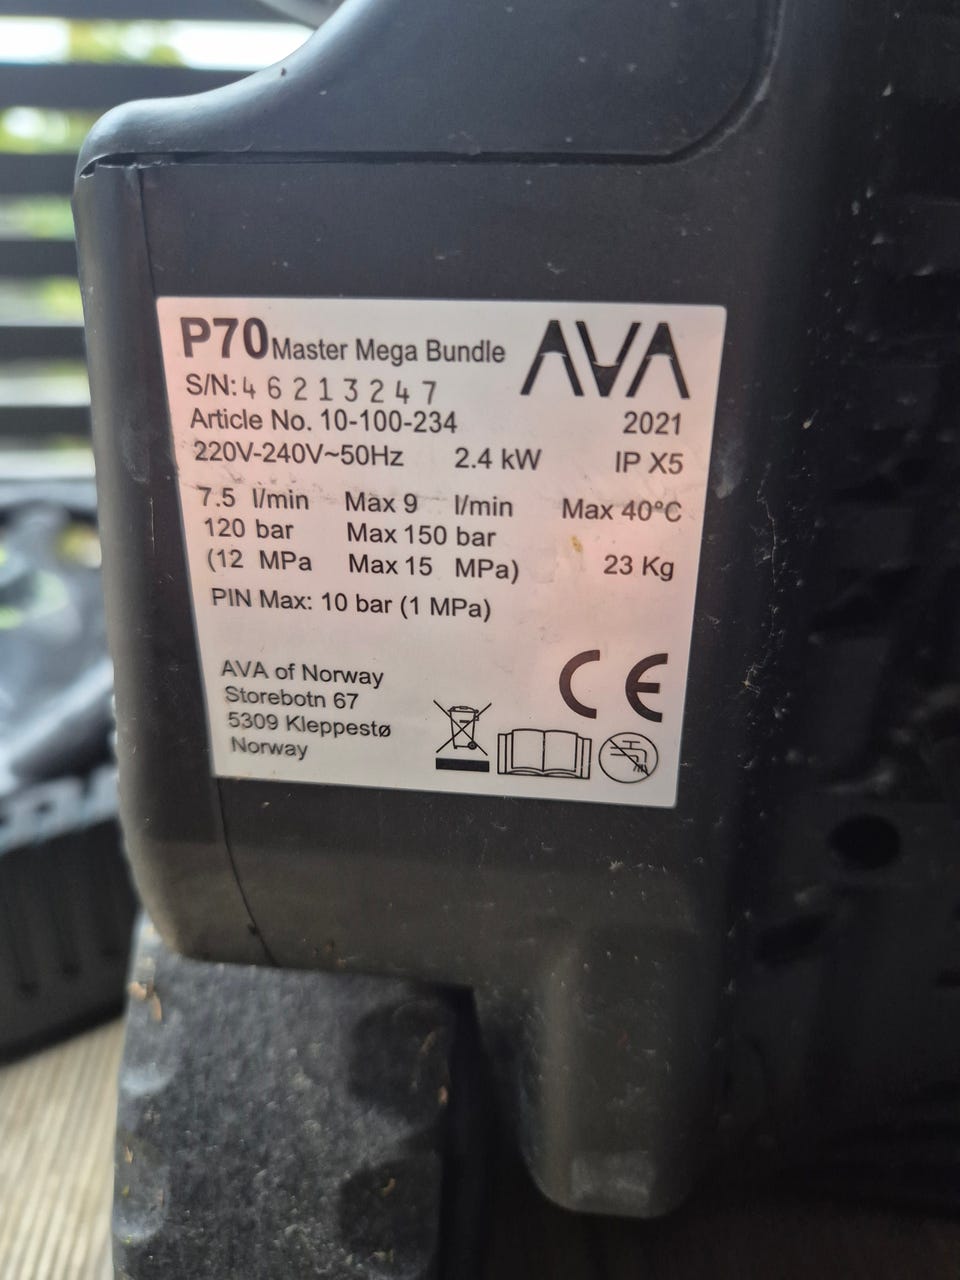 P70 Master Mega Bundle AVA
S/N: 46213247
Article No. 10-100-234 2021
220V-240V~50Hz 2.4 kW IP X5
7.5 l/min Max 9 l/min Max 40°C
120 bar Max 150 bar
(12 MPa Max 15 MPa) 23 Kg
PIN Max: 10 bar (1 MPa)
AVA of Norway
Storebotn 67
5309 Kleppestø
Norway
CE